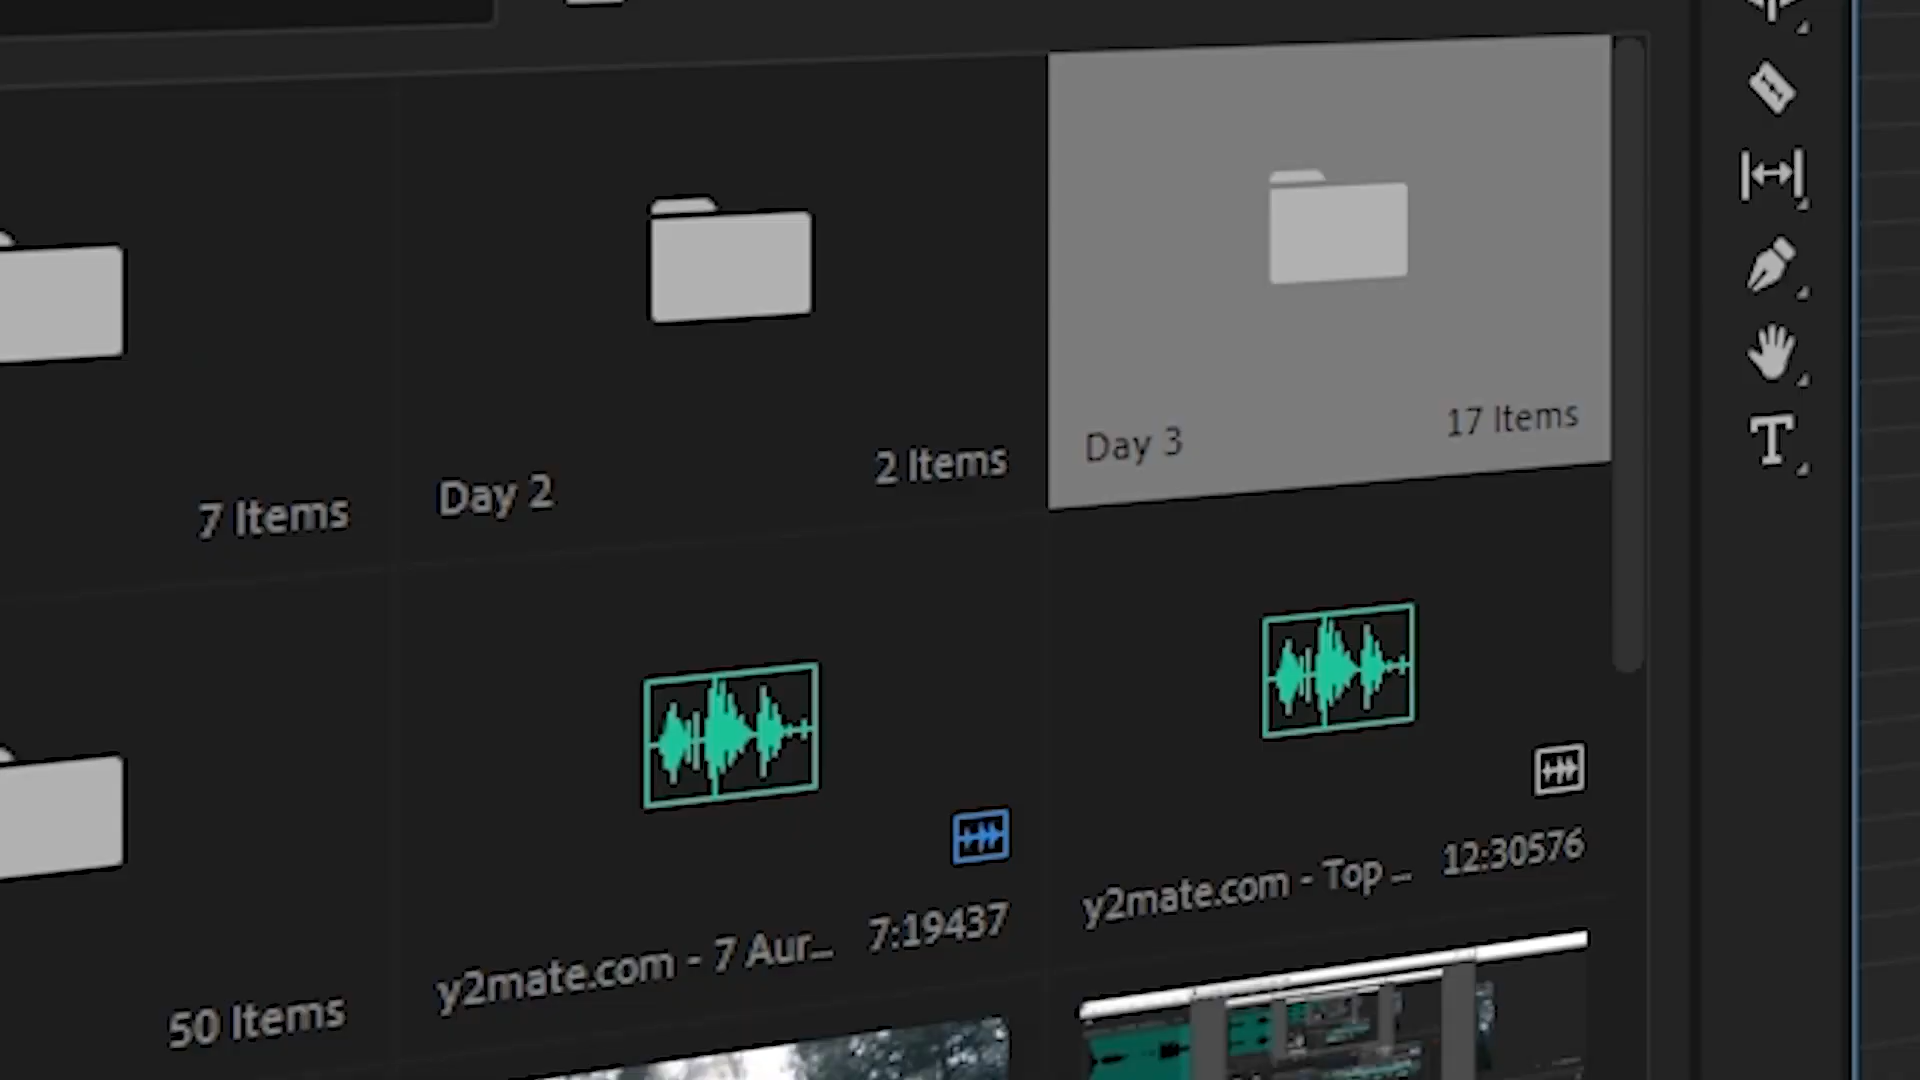 7 Items
Day 2
2 Items
Day 3
17 Items
50 Items
y2mate.com - 7 Aur...
7:19437
y2mate.com - Top ...
12:30576